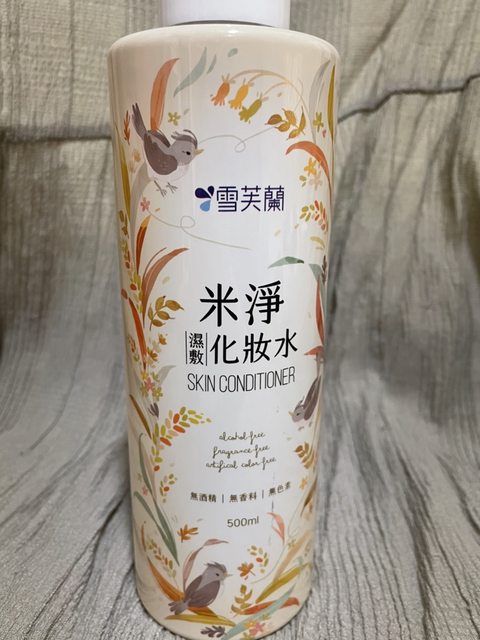 雪芙蘭
米淨
濕敷
化妝水
SKIN CONDITIONER
alcohol-free
fragrance-free
artifical color-free
無酒精 | 無香料 | 無色素
500ml